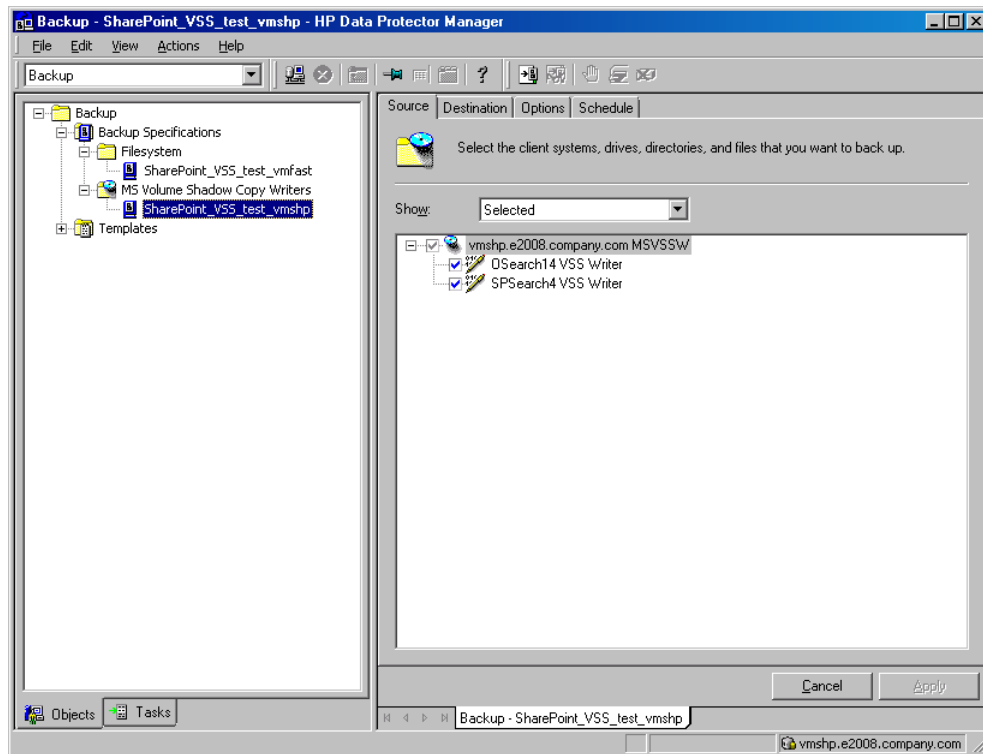 Backup - SharePoint_VSS_test_vmshp - HP Data Protector Manager
File Edit View Actions Help
Backup
Source Destination Options Schedule
Backup
Backup Specifications
Filesystem
SharePoint_VSS_test_vmfast
MS Volume Shadow Copy Writers
SharePoint_VSS_test_vmshp
Templates
Select the client systems, drives, directories, and files that you want to back up.
Show: Selected
vmshp.e2008.company.com MSVSSW
OSearch14 VSS Writer
SPSearch4 VSS Writer
Cancel Apply
Objects Tasks
Backup - SharePoint_VSS_test_vmshp
vmshp.e2008.company.com